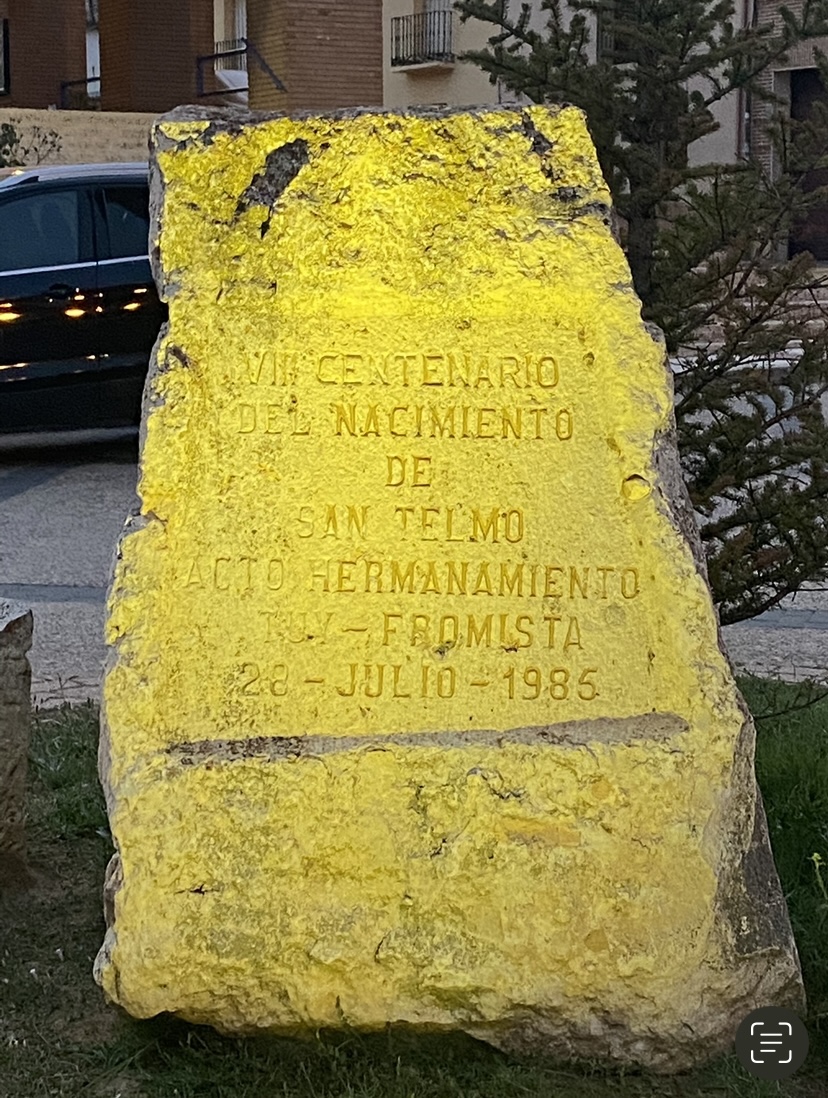 VIII CENTENARIO
DEL NACIMIENTO
DE
SAN TELMO
ACTO HERMANAMIENTO
TUY - FROMISTA
28 - JULIO - 1985